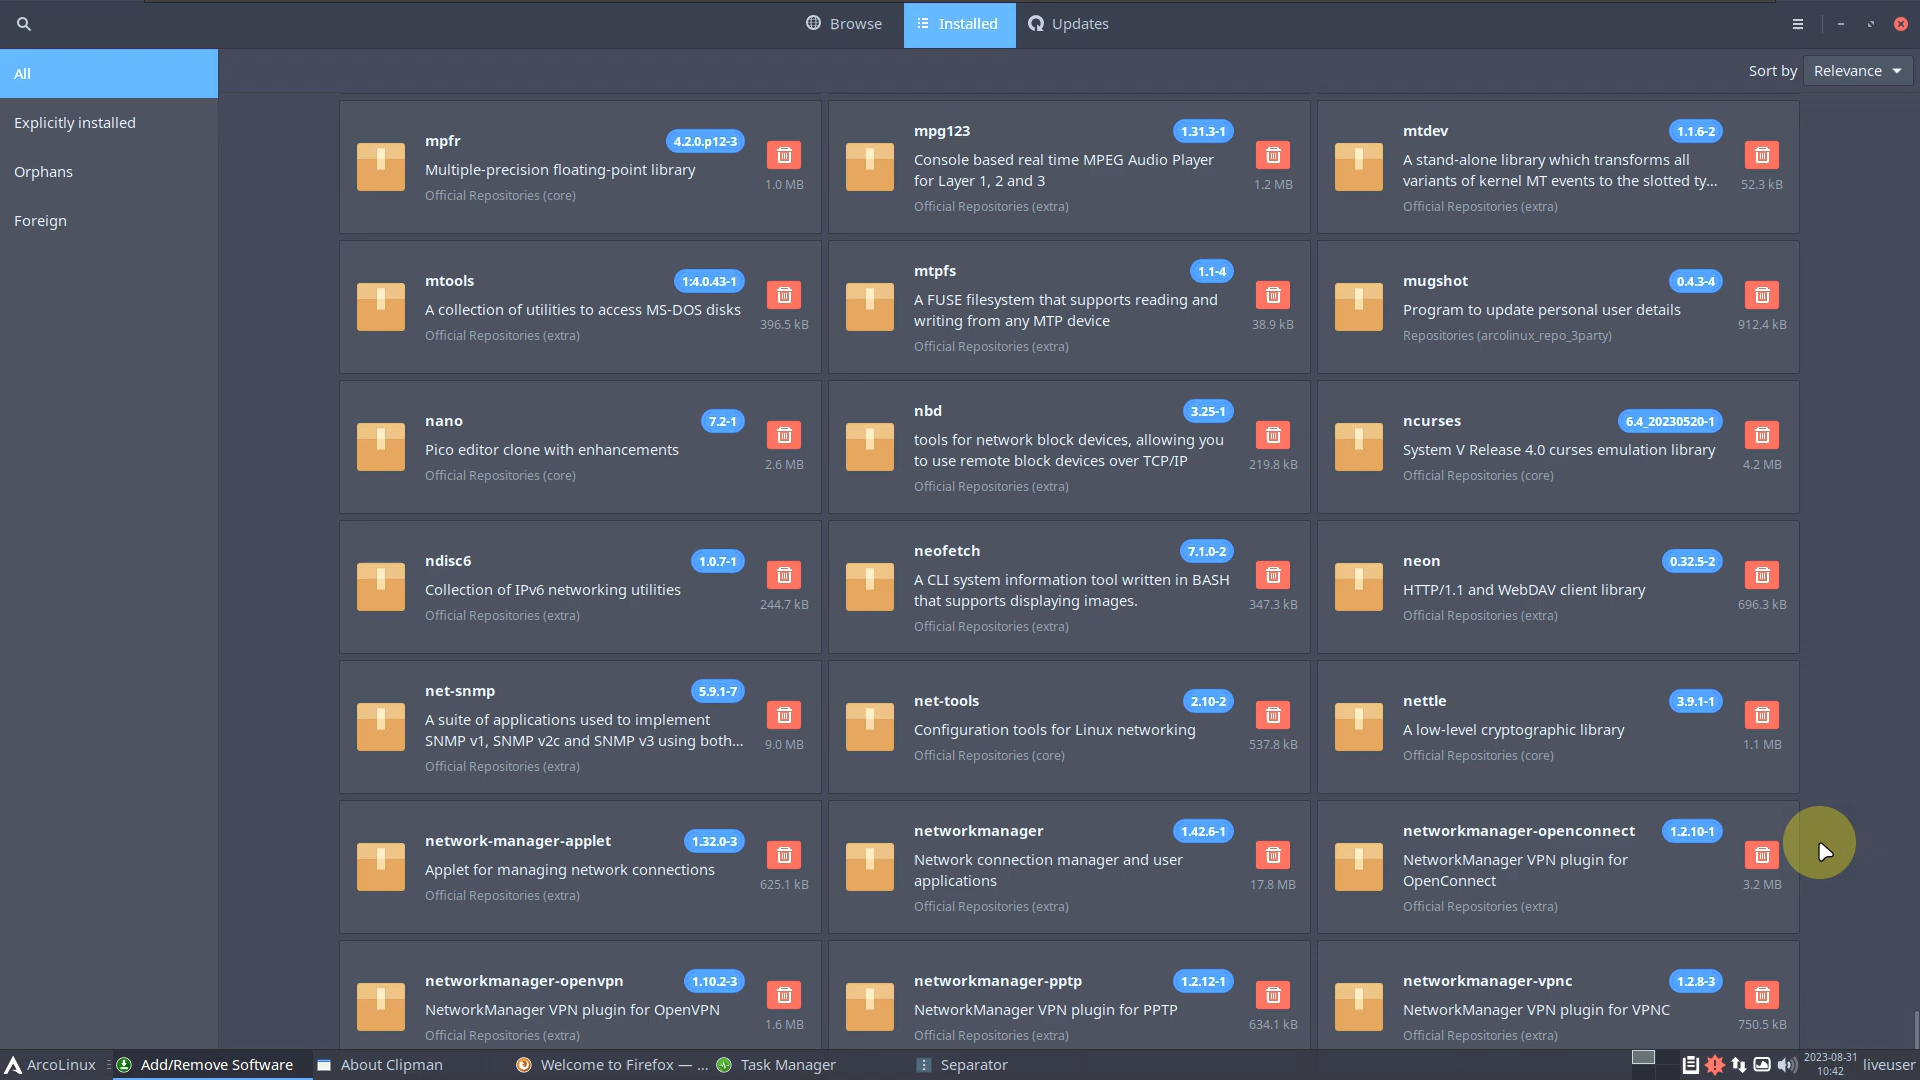 Browse
Installed
Updates
All
Explicitly installed
Orphans
Foreign
Sort by
Relevance
mpfr
4.2.0.p12-3
Multiple-precision floating-point library
Official Repositories (core)
1.0 MB
mpg123
1.31.3-1
Console based real time MPEG Audio Player
for Layer 1, 2 and 3
Official Repositories (extra)
1.2 MB
mtdev
1.1.6-2
A stand-alone library which transforms all
variants of kernel MT events to the slotted ty...
Official Repositories (extra)
52.3 kB
mtools
1:4.0.43-1
A collection of utilities to access MS-DOS disks
Official Repositories (extra)
396.5 kB
mtpfs
1.1-4
A FUSE filesystem that supports reading and
writing from any MTP device
Official Repositories (extra)
38.9 kB
mugshot
0.4.3-4
Program to update personal user details
Repositories (arcolinux_repo_3party)
912.4 kB
nano
7.2-1
Pico editor clone with enhancements
Official Repositories (core)
2.6 MB
nbd
3.25-1
tools for network block devices, allowing you
to use remote block devices over TCP/IP
Official Repositories (extra)
219.8 kB
ncurses
6.4_20230520-1
System V Release 4.0 curses emulation library
Official Repositories (core)
4.2 MB
ndisc6
1.0.7-1
Collection of IPv6 networking utilities
Official Repositories (extra)
244.7 kB
neofetch
7.1.0-2
A CLI system information tool written in BASH
that supports displaying images.
Official Repositories (extra)
347.3 kB
neon
0.32.5-2
HTTP/1.1 and WebDAV client library
Official Repositories (extra)
696.3 kB
net-snmp
5.9.1-7
A suite of applications used to implement
SNMP v1, SNMP v2c and SNMP v3 using both...
Official Repositories (extra)
9.0 MB
net-tools
2.10-2
Configuration tools for Linux networking
Official Repositories (core)
537.8 kB
nettle
3.9.1-1
A low-level cryptographic library
Official Repositories (core)
1.1 MB
network-manager-applet
1.32.0-3
Applet for managing network connections
Official Repositories (extra)
625.1 kB
networkmanager
1.42.6-1
Network connection manager and user
applications
Official Repositories (extra)
17.8 MB
networkmanager-openconnect
1.2.10-1
NetworkManager VPN plugin for
OpenConnect
Official Repositories (extra)
3.2 MB
networkmanager-openvpn
1.10.2-3
NetworkManager VPN plugin for OpenVPN
Official Repositories (extra)
1.6 MB
networkmanager-pptp
1.2.12-1
NetworkManager VPN plugin for PPTP
Official Repositories (extra)
634.1 kB
networkmanager-vpnc
1.2.8-3
NetworkManager VPN plugin for VPNC
Official Repositories (extra)
750.5 kB
ArcoLinux
Add/Remove Software
About Clipman
Welcome to Firefox — ...
Task Manager
Separator
2023-08-31
10:42
liveuser